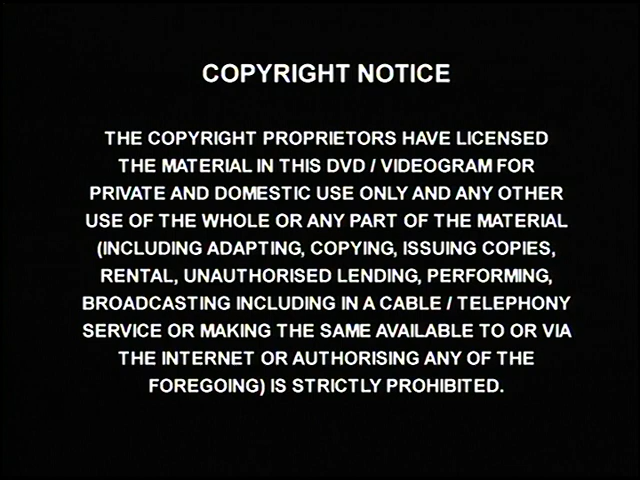 COPYRIGHT NOTICE
THE COPYRIGHT PROPRIETORS HAVE LICENSED
THE MATERIAL IN THIS DVD / VIDEOGRAM FOR
PRIVATE AND DOMESTIC USE ONLY AND ANY OTHER
USE OF THE WHOLE OR ANY PART OF THE MATERIAL
(INCLUDING ADAPTING, COPYING, ISSUING COPIES,
RENTAL, UNAUTHORISED LENDING, PERFORMING,
BROADCASTING INCLUDING IN A CABLE / TELEPHONY
SERVICE OR MAKING THE SAME AVAILABLE TO OR VIA
THE INTERNET OR AUTHORISING ANY OF THE
FOREGOING) IS STRICTLY PROHIBITED.